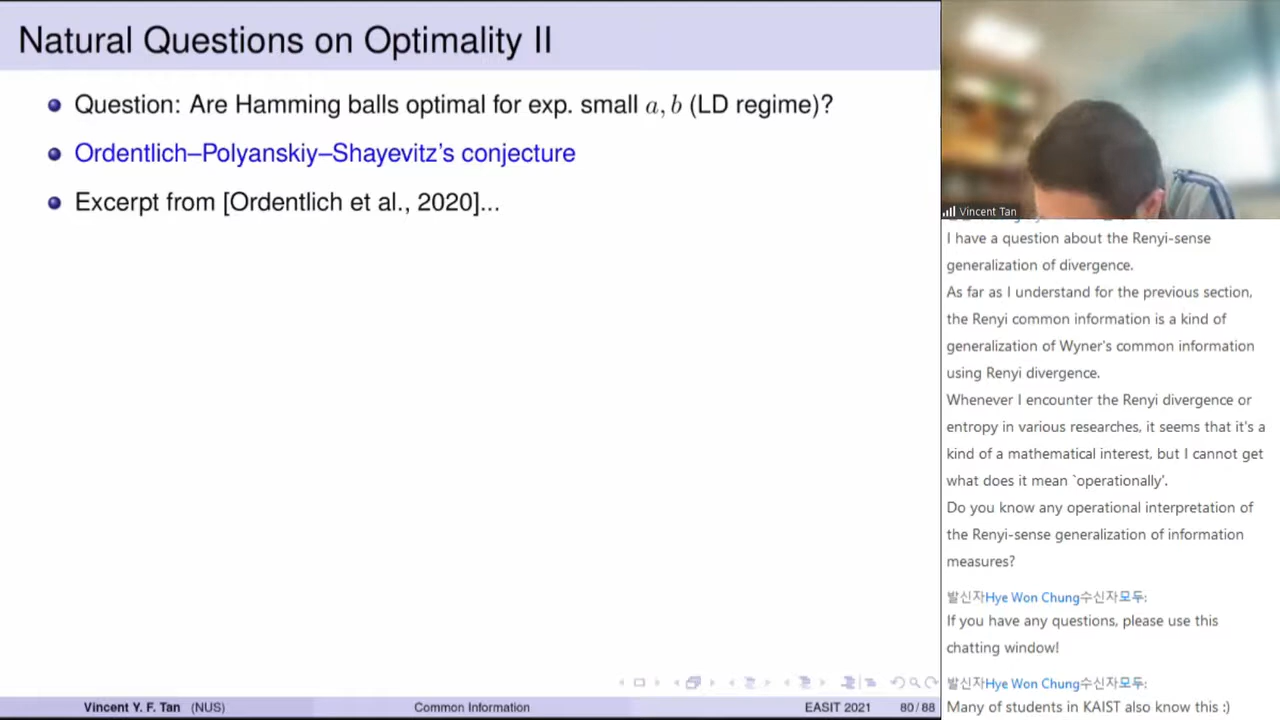 Natural Questions on Optimality II
Question: Are Hamming balls optimal for exp. small a, b (LD regime)?
Ordentlich–Polyanskiy–Shayevitz's conjecture
Excerpt from [Ordentlich et al., 2020]...
Vincent Y. F. Tan (NUS)
Common Information
EASIT 2021
80/88
Vincent Tan
I have a question about the Renyi-sense
generalization of divergence.
As far as I understand for the previous section,
the Renyi common information is a kind of
generalization of Wyner's common information
using Renyi divergence.
Whenever I encounter the Renyi divergence or
entropy in various researches, it seems that it's a
kind of a mathematical interest, but I cannot get
what does it mean `operationally'.
Do you know any operational interpretation of
the Renyi-sense generalization of information
measures?
발신자Hye Won Chung수신자모두:
If you have any questions, please use this
chatting window!
발신자Hye Won Chung수신자모두:
Many of students in KAIST also know this :)